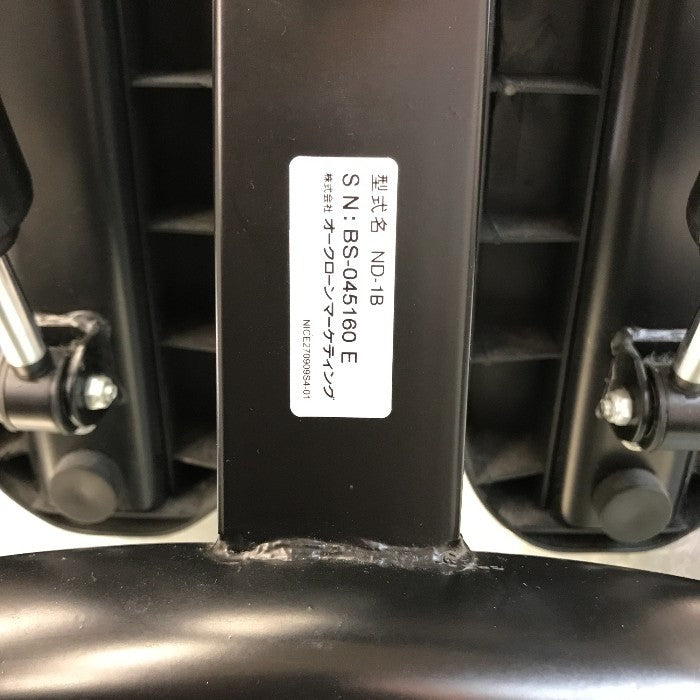 型式名 ND-1B
S N : BS-045160 E
株式会社 オークローンマーケティング
NICE270909S4-01